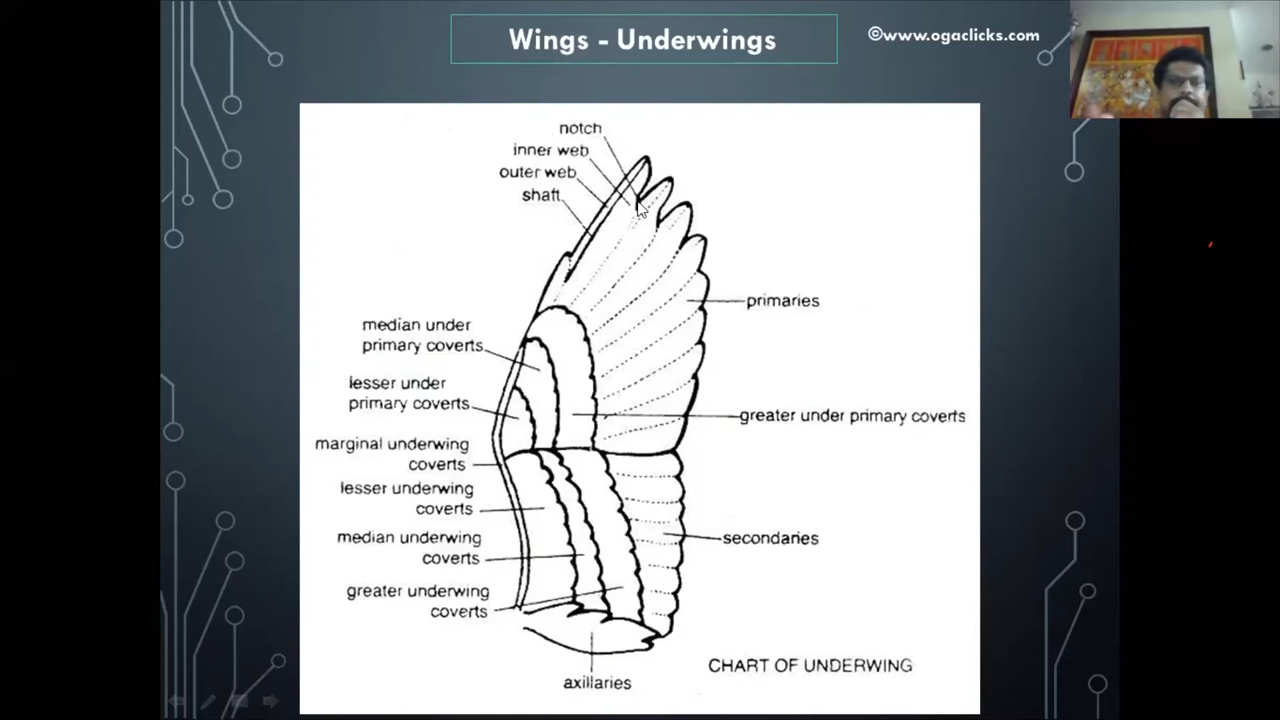 Wings - Underwings
©www.ogaclicks.com
notch
inner web
outer web
shaft
primaries
median under
primary coverts
lesser under
primary coverts
greater under primary coverts
marginal underwing
coverts
lesser underwing
coverts
median underwing
coverts
secondaries
greater underwing
coverts
CHART OF UNDERWING
axillaries